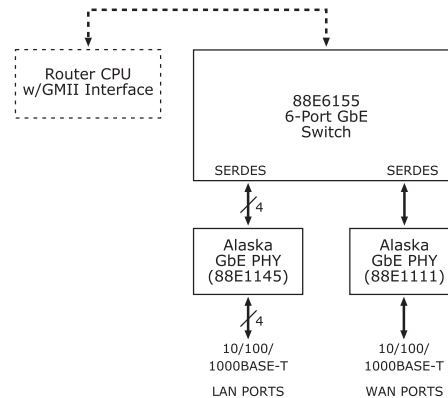 Router CPU
w/GMII Interface
88E6155
6-Port GbE
Switch
SERDES
SERDES
4
Alaska
GbE PHY
(88E1145)
Alaska
GbE PHY
(88E1111)
4
10/100/
1000BASE-T
10/100/
1000BASE-T
LAN PORTS
WAN PORTS